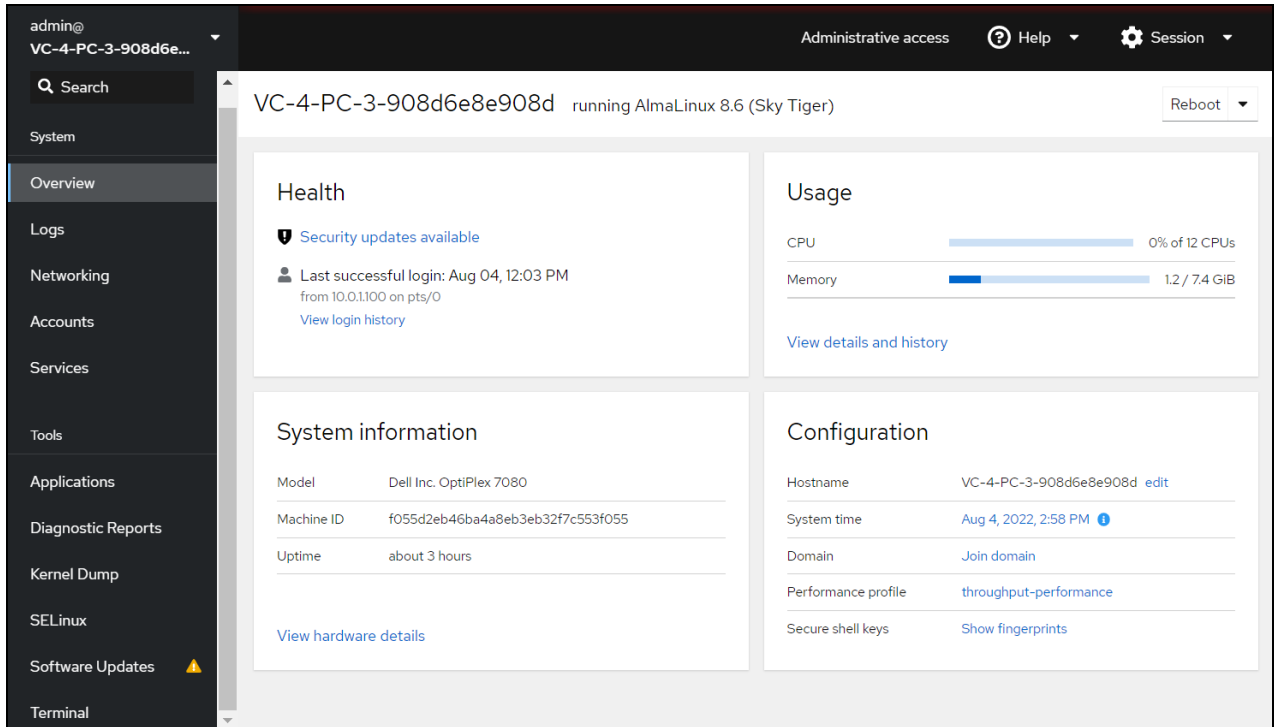 admin@
VC-4-PC-3-908d6e...
Administrative access
Help
Session
Search
System
Overview
Logs
Networking
Accounts
Services
Tools
Applications
Diagnostic Reports
Kernel Dump
SELinux
Software Updates
Terminal
VC-4-PC-3-908d6e8e908d running AlmaLinux 8.6 (Sky Tiger)
Reboot
Health
Security updates available
Last successful login: Aug 04, 12:03 PM
from 10.0.1.100 on pts/0
View login history
Usage
CPU 0% of 12 CPUs
Memory 1.2 / 7.4 GiB
View details and history
System information
Model Dell Inc. OptiPlex 7080
Machine ID f055d2eb46ba4a8eb3eb32f7c553f055
Uptime about 3 hours
View hardware details
Configuration
Hostname VC-4-PC-3-908d6e8e908d edit
System time Aug 4, 2022, 2:58 PM
Domain Join domain
Performance profile throughput-performance
Secure shell keys Show fingerprints